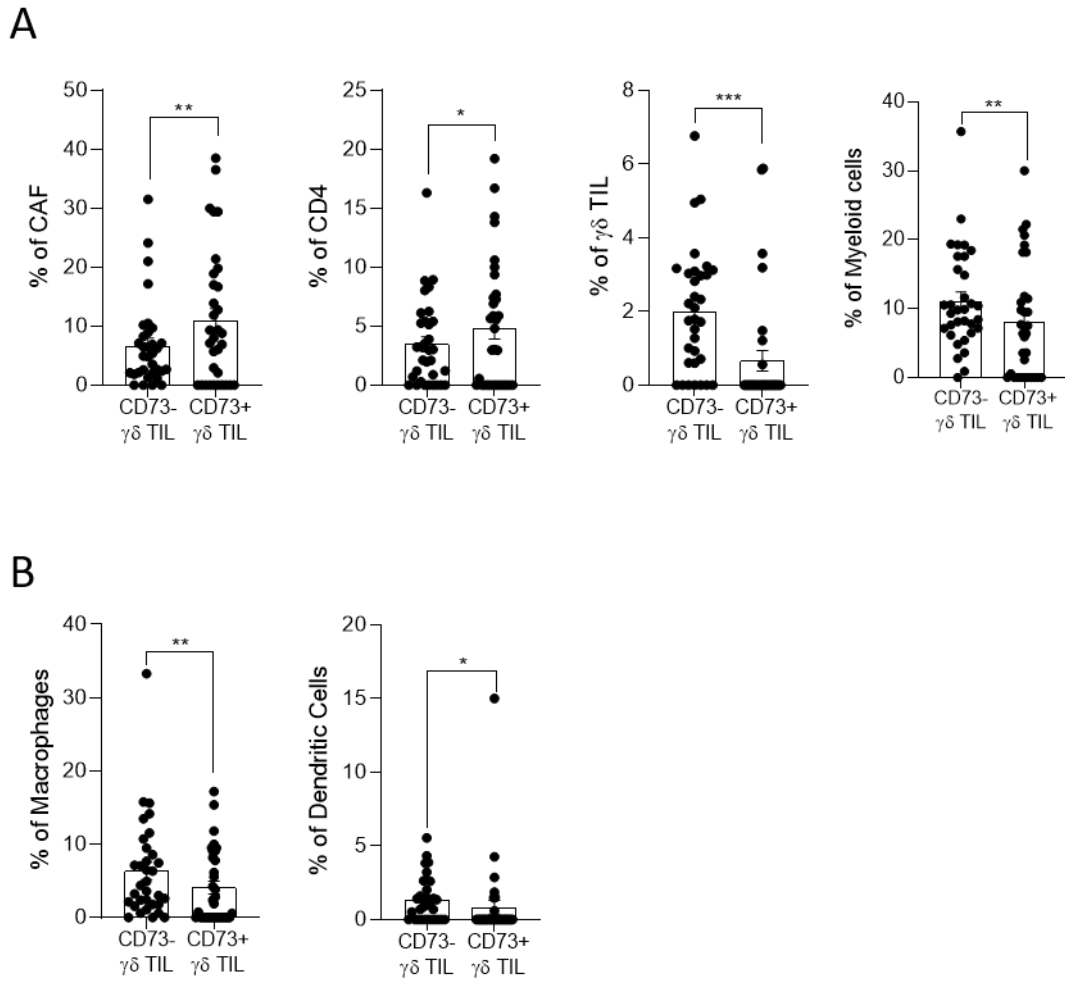 A
% of CAF
50
40
30
20
10
0
**
CD73-
γδ TIL
CD73+
γδ TIL
% of CD4
25
20
15
10
5
0
*
CD73-
γδ TIL
CD73+
γδ TIL
% of γδ TIL
8
6
4
2
0
***
CD73-
γδ TIL
CD73+
γδ TIL
% of Myeloid cells
40
30
20
10
0
**
CD73-
γδ TIL
CD73+
γδ TIL
B
% of Macrophages
40
30
20
10
0
**
CD73-
γδ TIL
CD73+
γδ TIL
% of Dendritic Cells
20
15
10
5
0
*
CD73-
γδ TIL
CD73+
γδ TIL